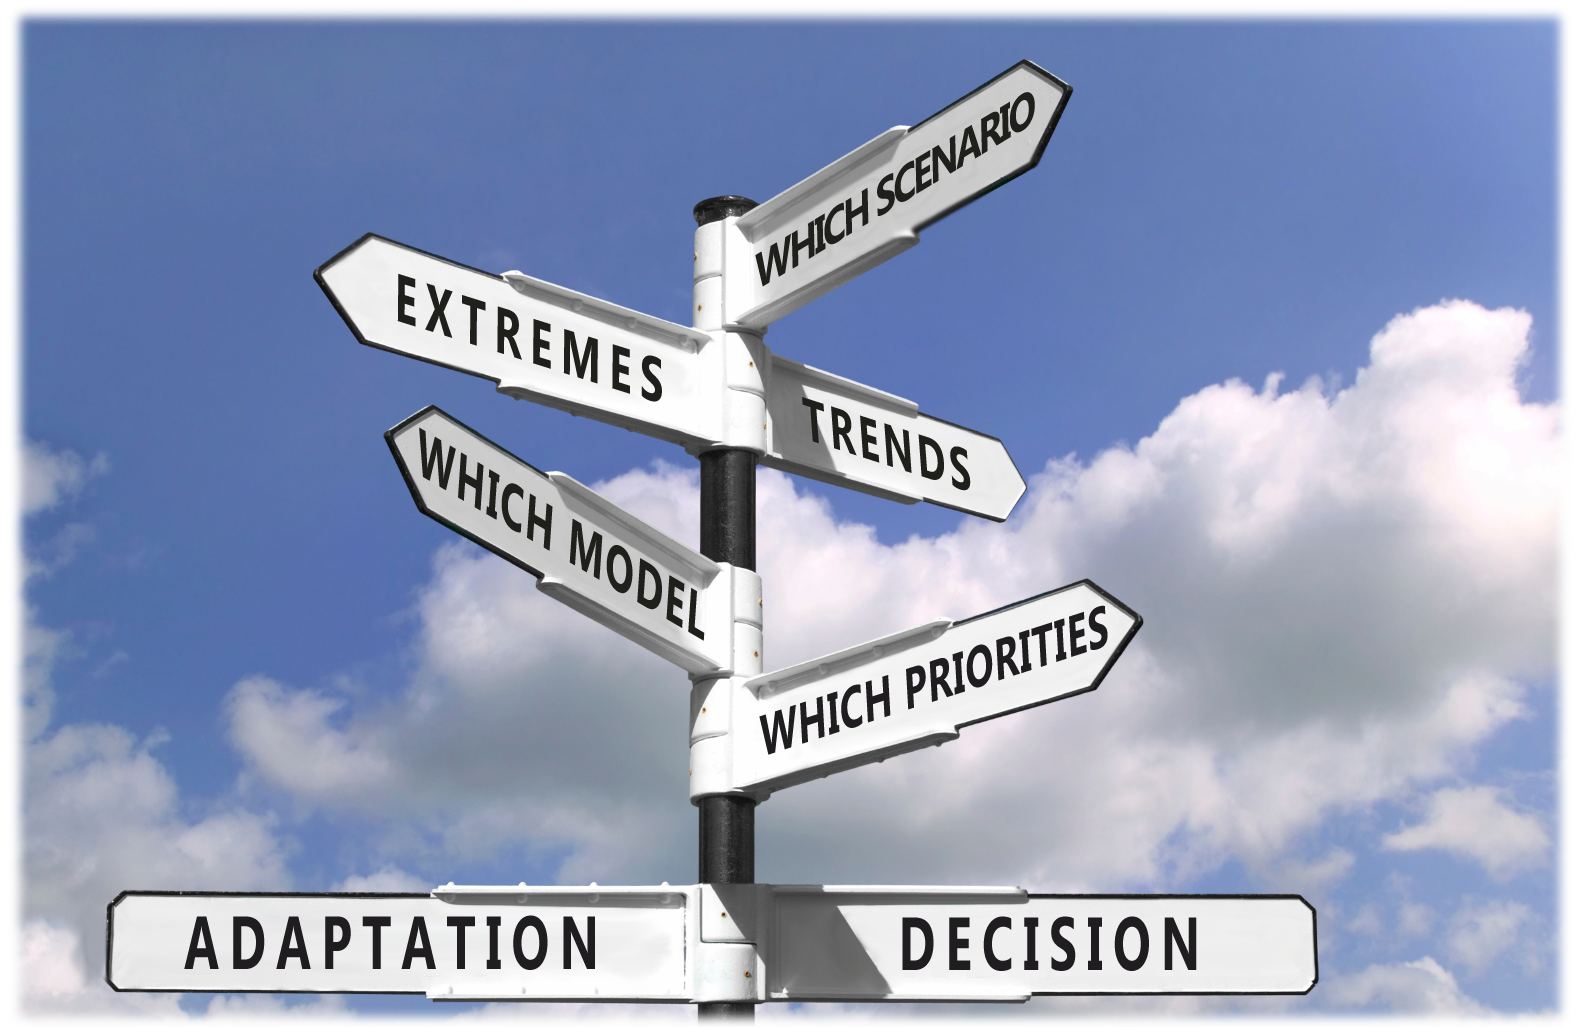 WHICH SCENARIO
EXTREMES
TRENDS
WHICH MODEL
WHICH PRIORITIES
ADAPTATION
DECISION